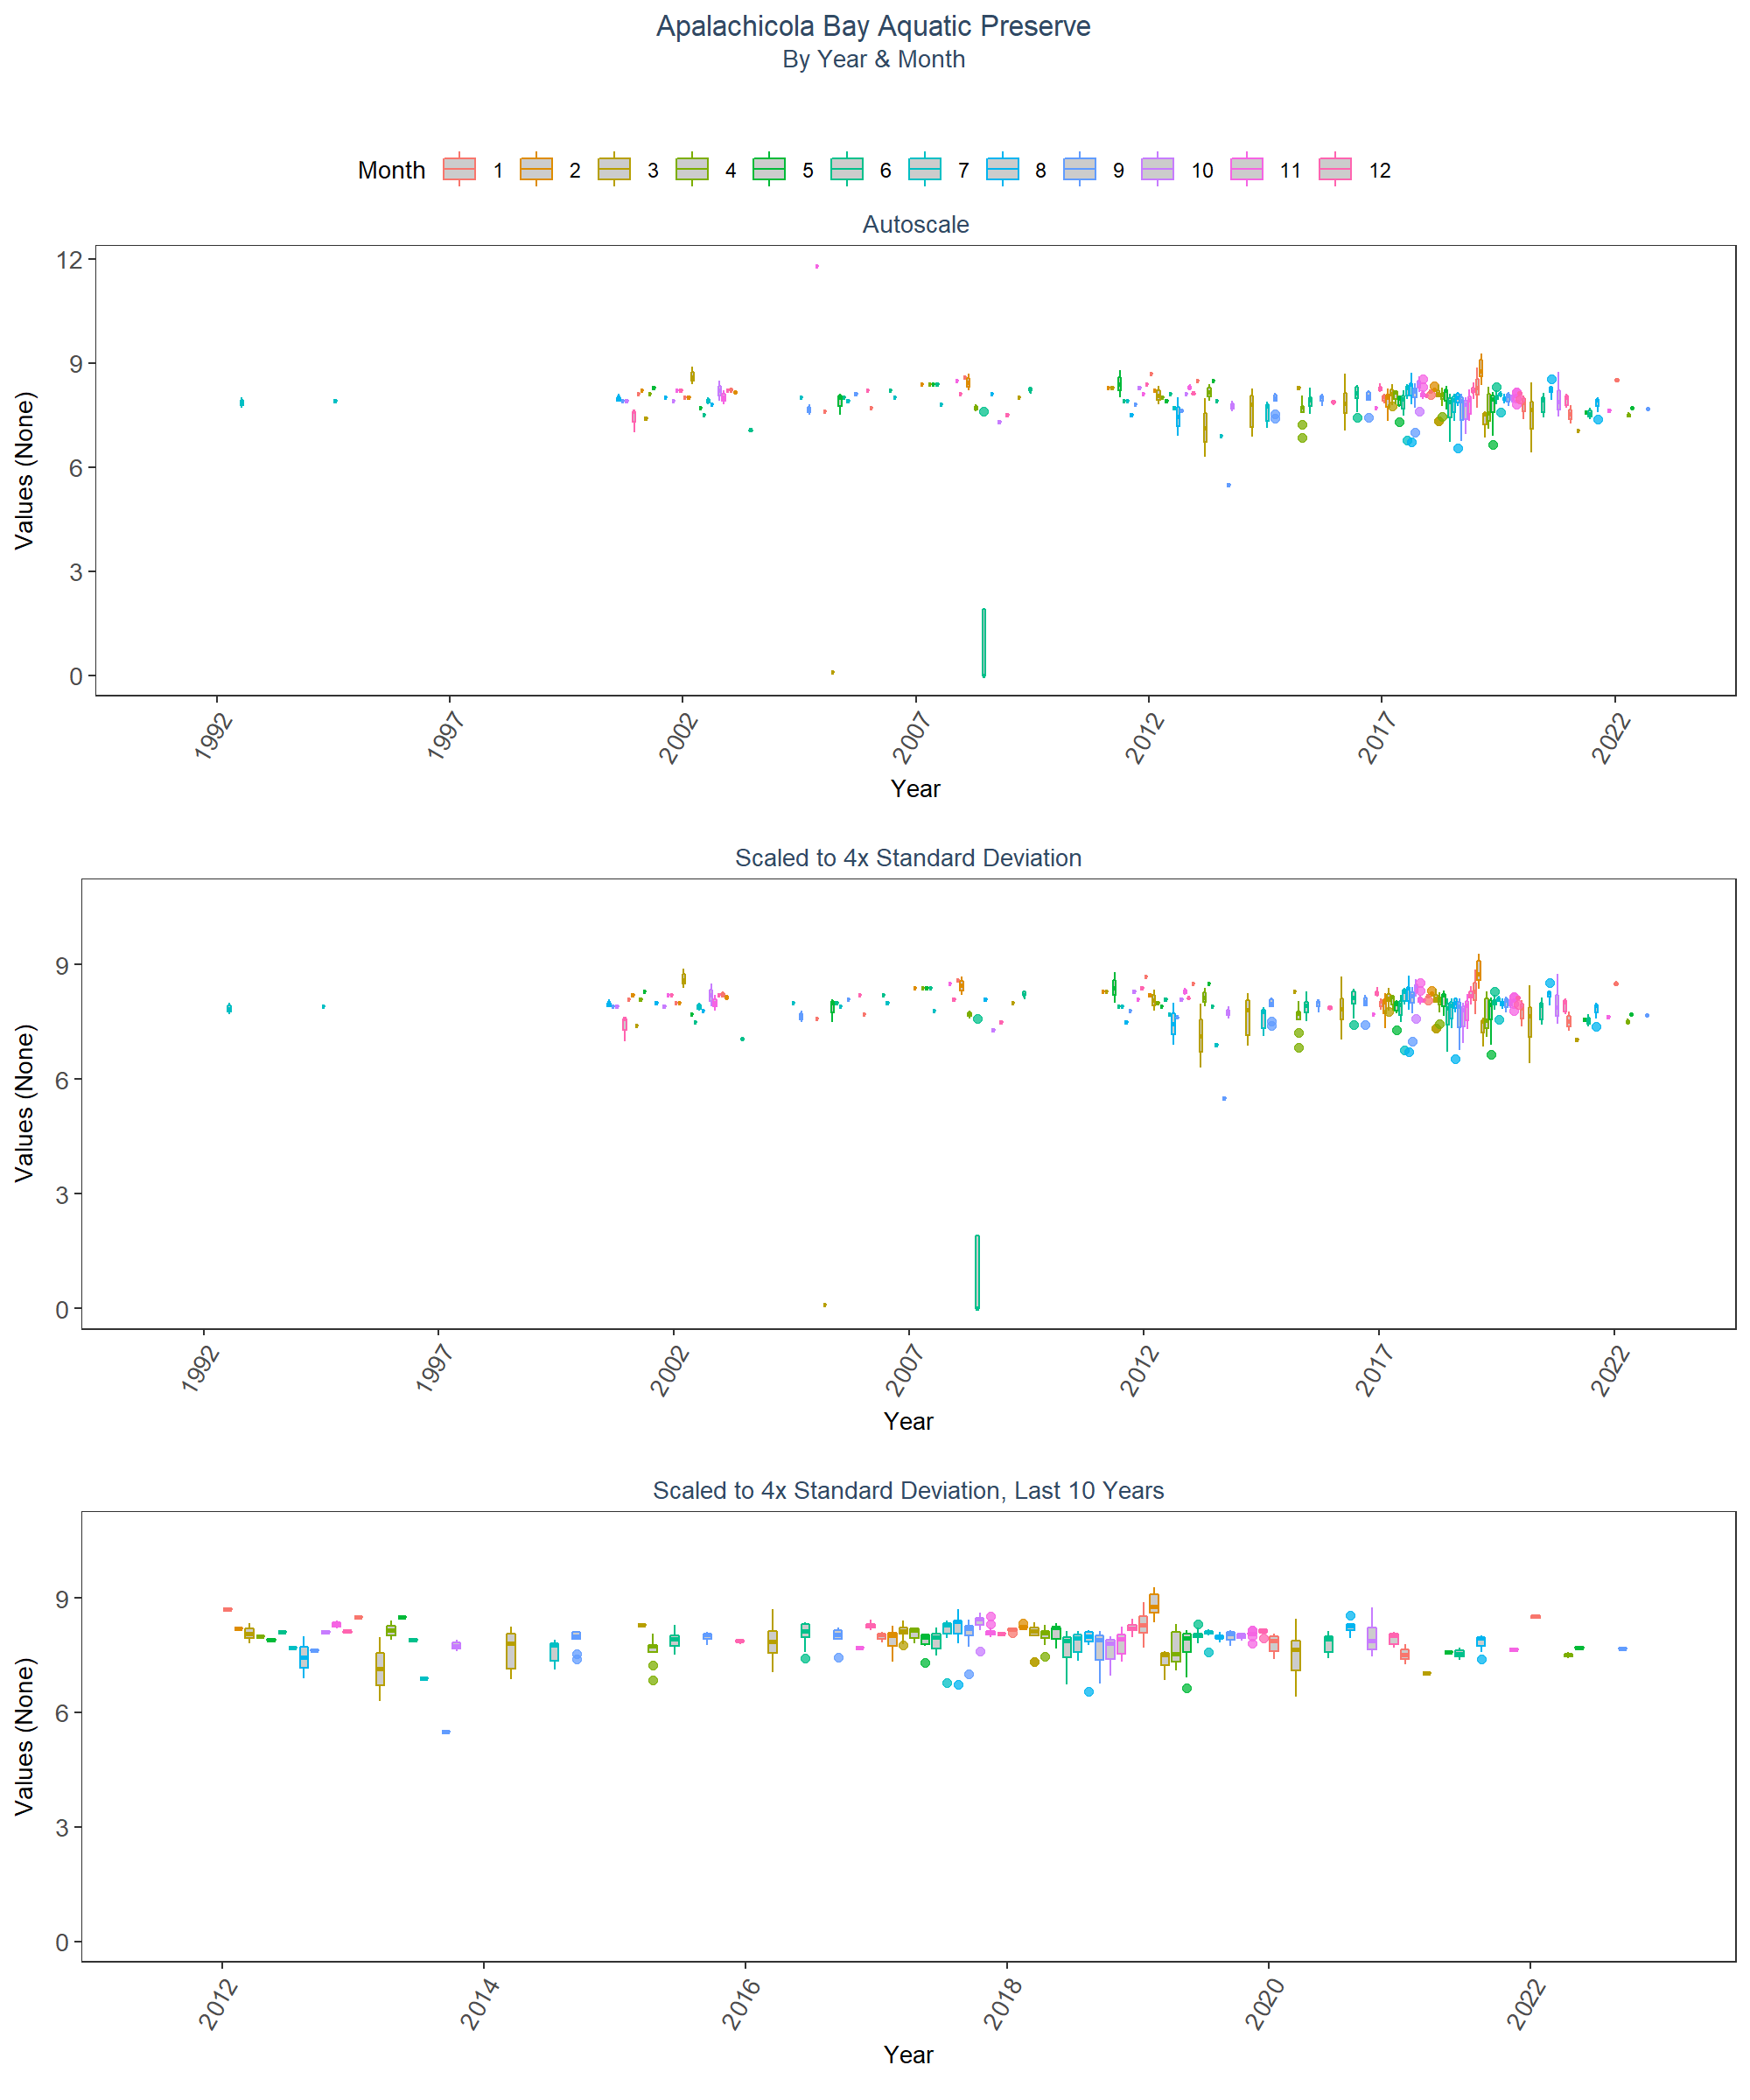 Apalachicola Bay Aquatic Preserve
By Year & Month
Month 1 2 3 4 5 6 7 8 9 10 11 12
Autoscale
12
9
6
3
0
Values (None)
1992 1997 2002 2007 2012 2017 2022
Year
Scaled to 4x Standard Deviation
9
6
3
0
Values (None)
1992 1997 2002 2007 2012 2017 2022
Year
Scaled to 4x Standard Deviation, Last 10 Years
9
6
3
0
Values (None)
2012 2014 2016 2018 2020 2022
Year